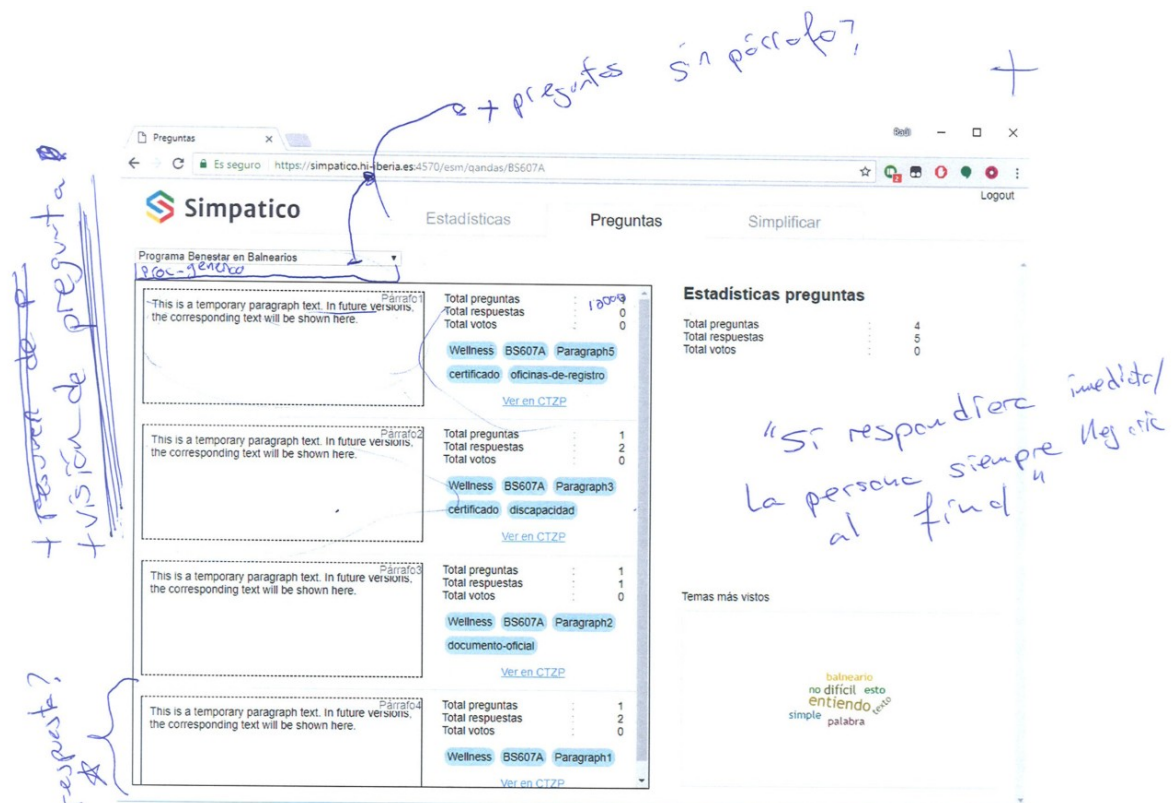 + preguntas sin párrafo?
+
Preguntas
Es seguro https://simpatico.hi-iberia.es:4570/esm/qandas/BS607A
Logout
Simpatico
Estadísticas Preguntas Simplificar
Programa Benestar en Balnearios
Proc-generico
This is a temporary paragraph text. In future versions,
the corresponding text will be shown here.
Párrafo1
Total preguntas :
Total respuestas : 0
Total votos : 0
Wellness BS607A Paragraph5
certificado oficinas-de-registro
Ver en CTZP
This is a temporary paragraph text. In future versions,
the corresponding text will be shown here.
Párrafo2
Total preguntas : 1
Total respuestas : 2
Total votos : 0
Wellness BS607A Paragraph3
certificado discapacidad
Ver en CTZP
This is a temporary paragraph text. In future versions,
the corresponding text will be shown here.
Párrafo3
Total preguntas : 1
Total respuestas : 1
Total votos : 0
Wellness BS607A Paragraph2
documento-oficial
Ver en CTZP
This is a temporary paragraph text. In future versions,
the corresponding text will be shown here.
Párrafo4
Total preguntas : 1
Total respuestas : 2
Total votos : 0
Wellness BS607A Paragraph1
Ver en CTZP
Estadísticas preguntas
Total preguntas : 4
Total respuestas : 5
Total votos : 0
"Si respondiera
La persona siempre
al final"
Temas más vistos
balneario
no difícil esto
entiendo texto
simple palabra
+ visión de pregunta
respuesta?